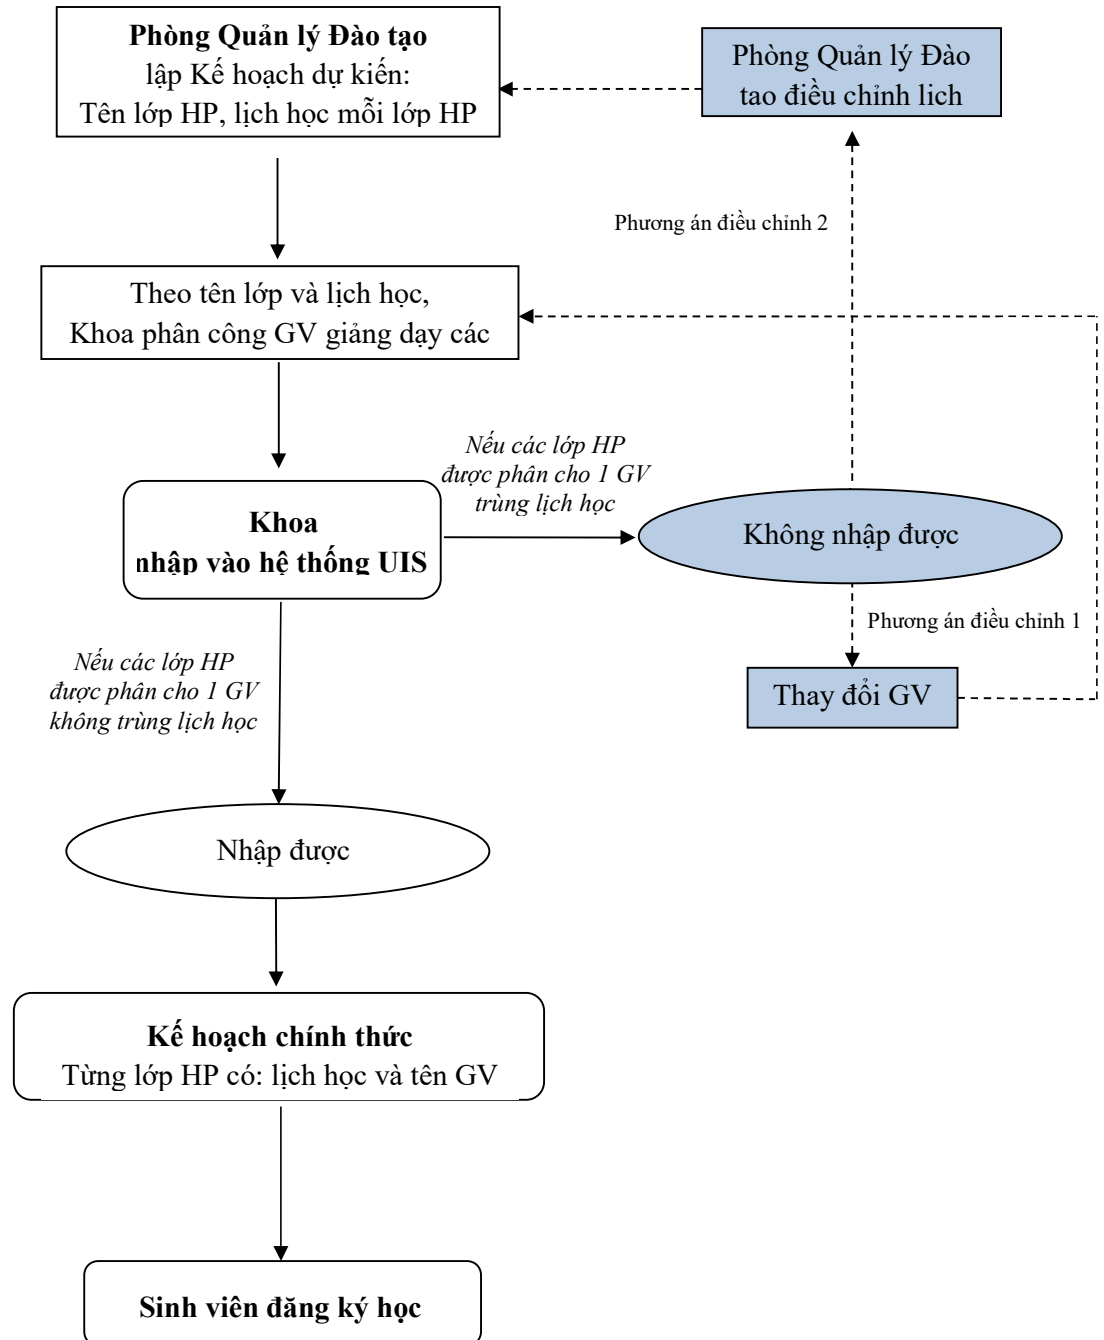 Phòng Quản lý Đào tạo
lập Kế hoạch dự kiến:
Tên lớp HP, lịch học mỗi lớp HP
Phòng Quản lý Đào
tao điều chỉnh lich
Phương án điều chỉnh 2
Theo tên lớp và lịch học,
Khoa phân công GV giảng dạy các
Nếu các lớp HP
được phân cho 1 GV
trùng lịch học
Khoa
nhập vào hệ thống UIS
Không nhập được
Phương án điều chỉnh 1
Nếu các lớp HP
được phân cho 1 GV
không trùng lịch học
Thay đổi GV
Nhập được
Kế hoạch chính thức
Từng lớp HP có: lịch học và tên GV
Sinh viên đăng ký học